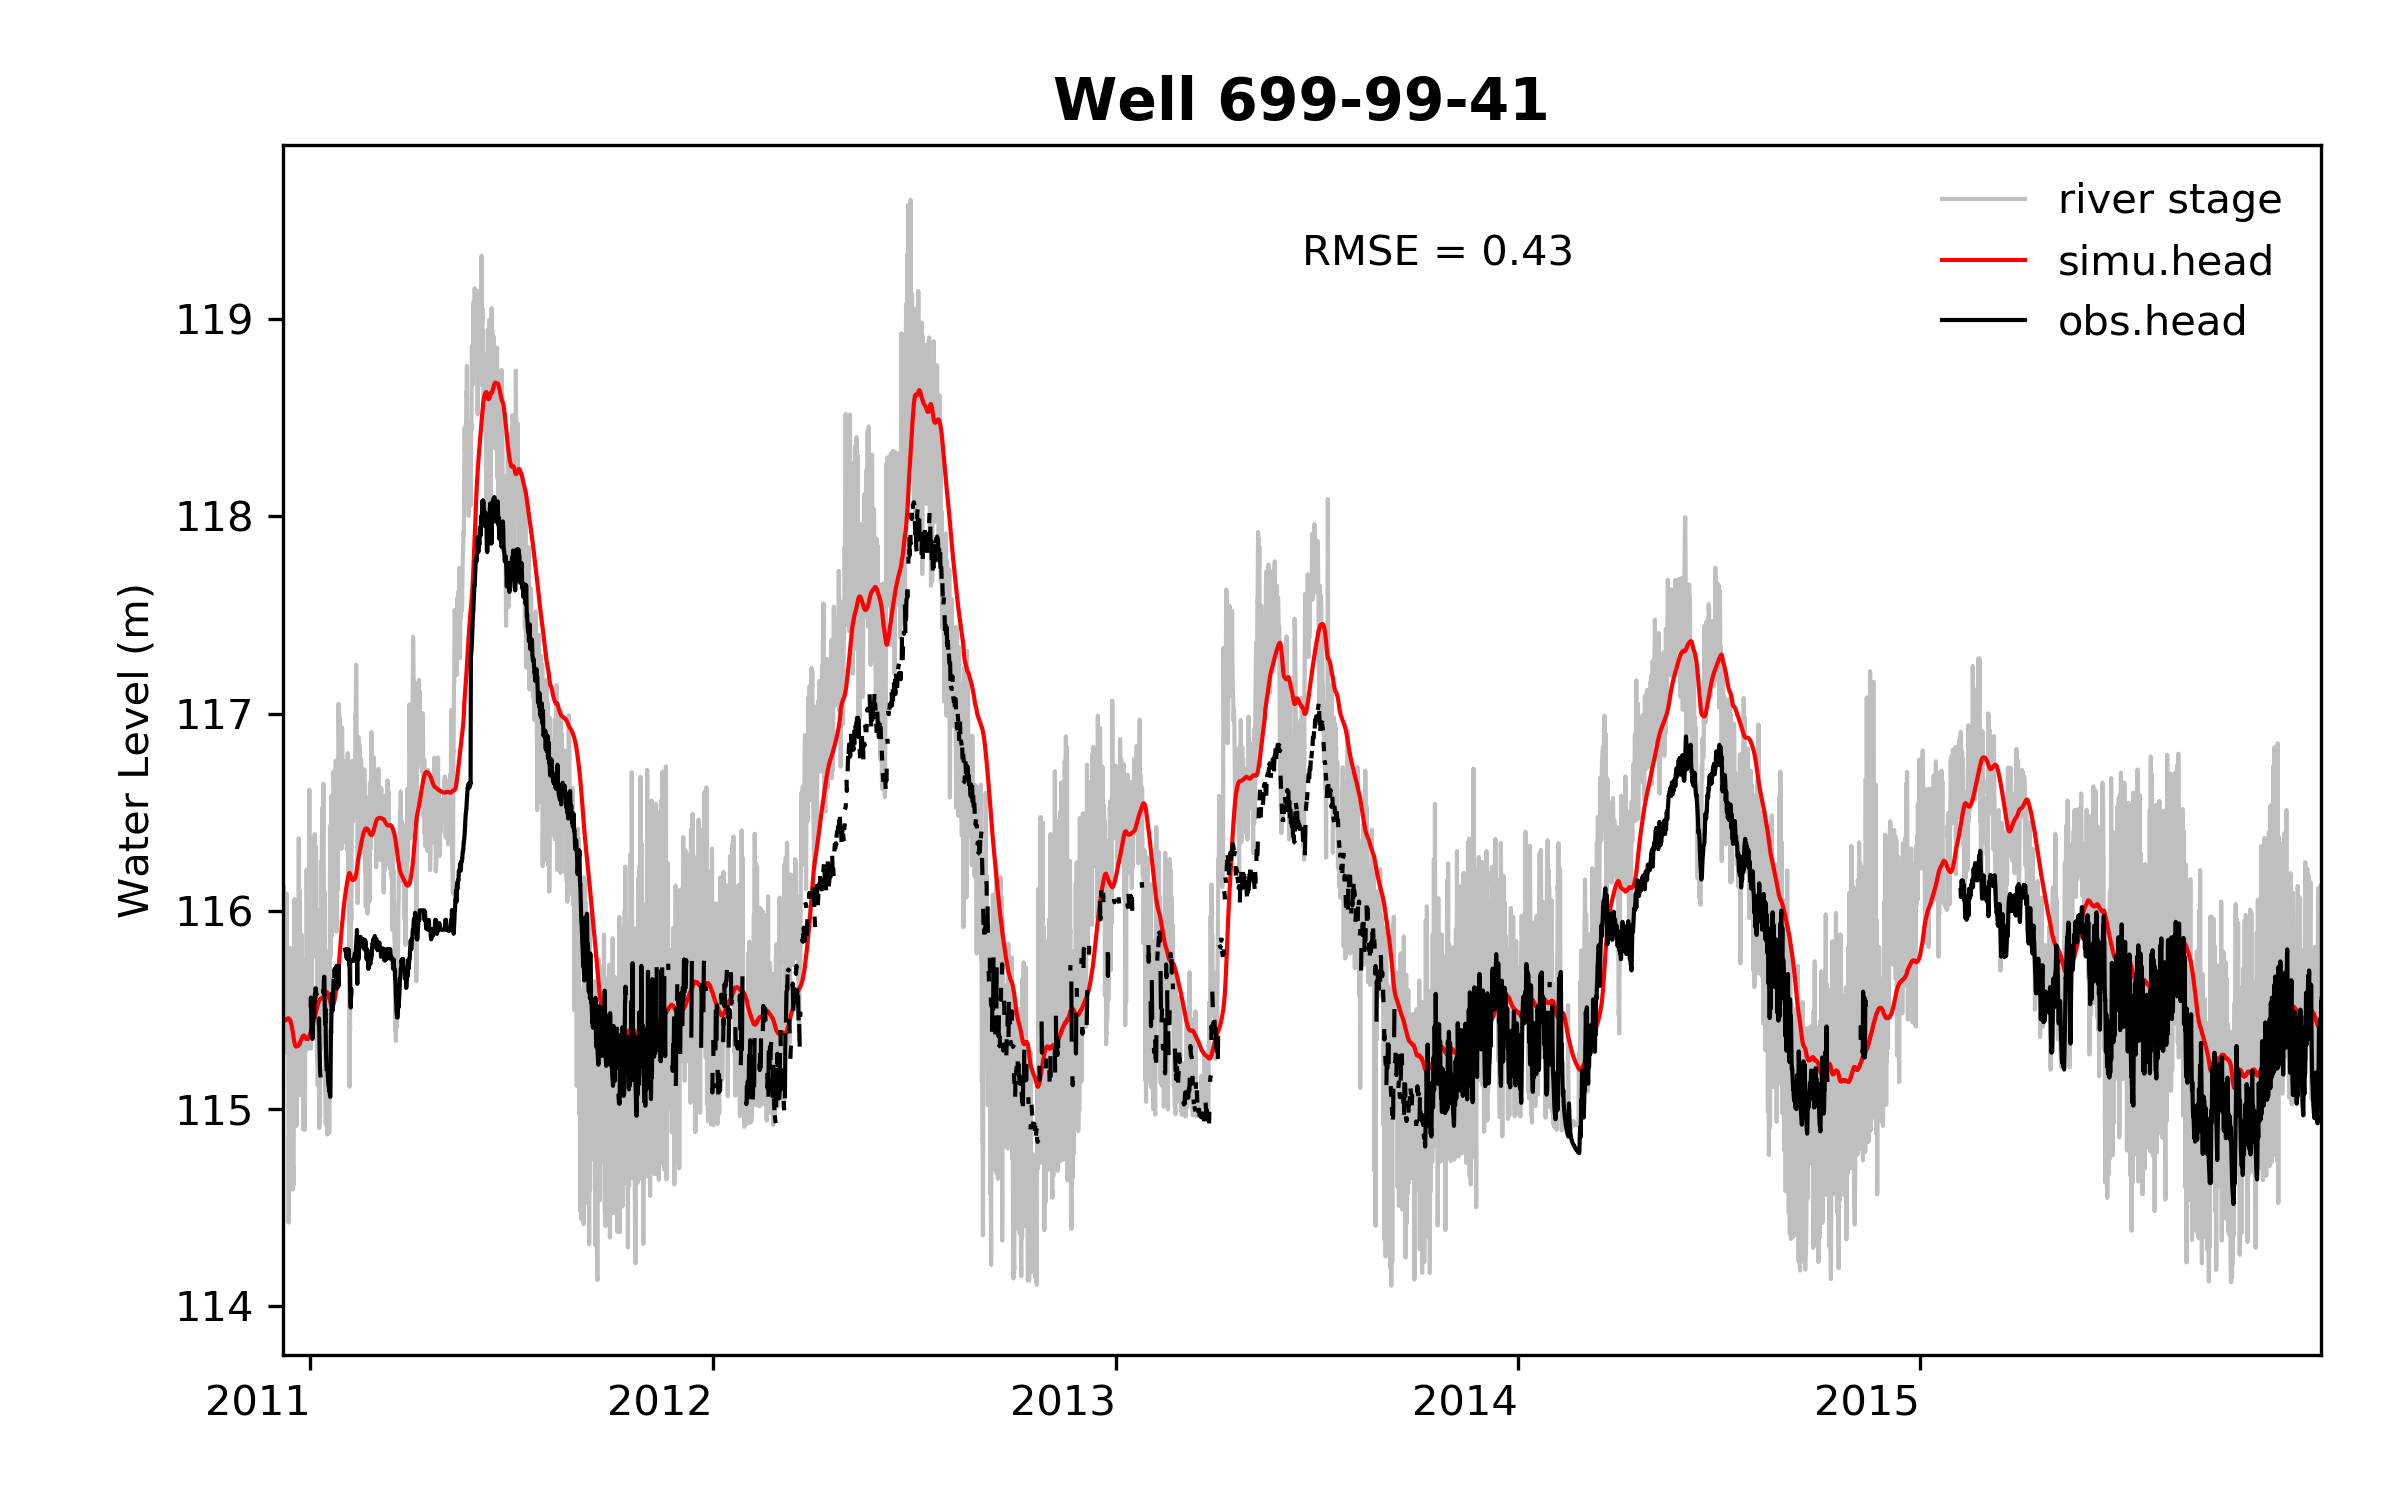 Well 699-99-41
RMSE = 0.43
river stage
simu.head
obs.head
Water Level (m)
119
118
117
116
115
114
2011
2012
2013
2014
2015